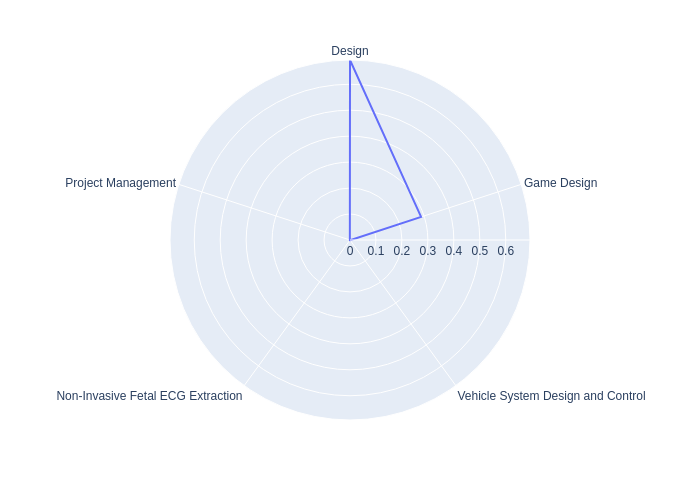 Design
Project Management
Game Design
0 0.1 0.2 0.3 0.4 0.5 0.6
Non-Invasive Fetal ECG Extraction
Vehicle System Design and Control